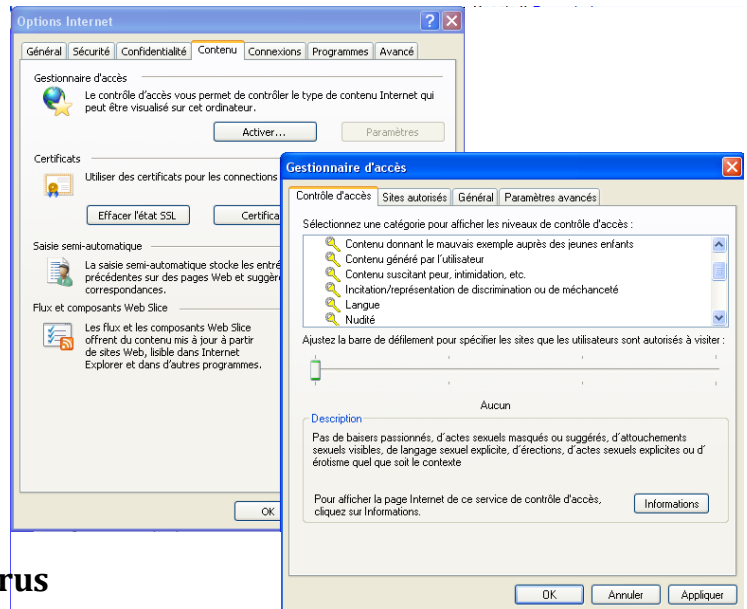 Options Internet
Général Sécurité Confidentialité Contenu Connexions Programmes Avancé
Gestionnaire d'accès
Le contrôle d'accès vous permet de contrôler le type de contenu Internet qui
peut être visualisé sur cet ordinateur.
Activer... Paramètres
Certificats
Utiliser des certificats pour les connections
Effacer l'état SSL
Saisie semi-automatique
La saisie semi-automatique stocke les
précédentes sur des pages Web et
correspondances.
Flux et composants Web Slice
Les flux et les composants Web Slice
offrent du contenu mis à jour à partir
de sites Web, lisible dans Internet
Explorer et dans d'autres programmes.
OK
Gestionnaire d'accès
Contrôle d'accès Sites autorisés Général Paramètres avancés
Sélectionnez une catégorie pour afficher les niveaux de contrôle d'accès :
Contenu donnant le mauvais exemple auprès des jeunes enfants
Contenu généré par l'utilisateur
Contenu suscitant peur, intimidation, etc.
Incitation/représentation de discrimination ou de méchanceté
Langue
Nudité
Ajustez la barre de défilement pour spécifier les sites que les utilisateurs sont autorisés à visiter :
Aucun
Description
Pas de baisers passionnés, d'actes sexuels masqués ou suggérés, d'attouchements
sexuels visibles, de langage sexuel explicite, d'érections, d'actes sexuels explicites ou d'
érotisme quel que soit le contexte
Pour afficher la page Internet de ce service de contrôle d'accès,
cliquez sur Informations.
Informations
OK Annuler Appliquer
rus